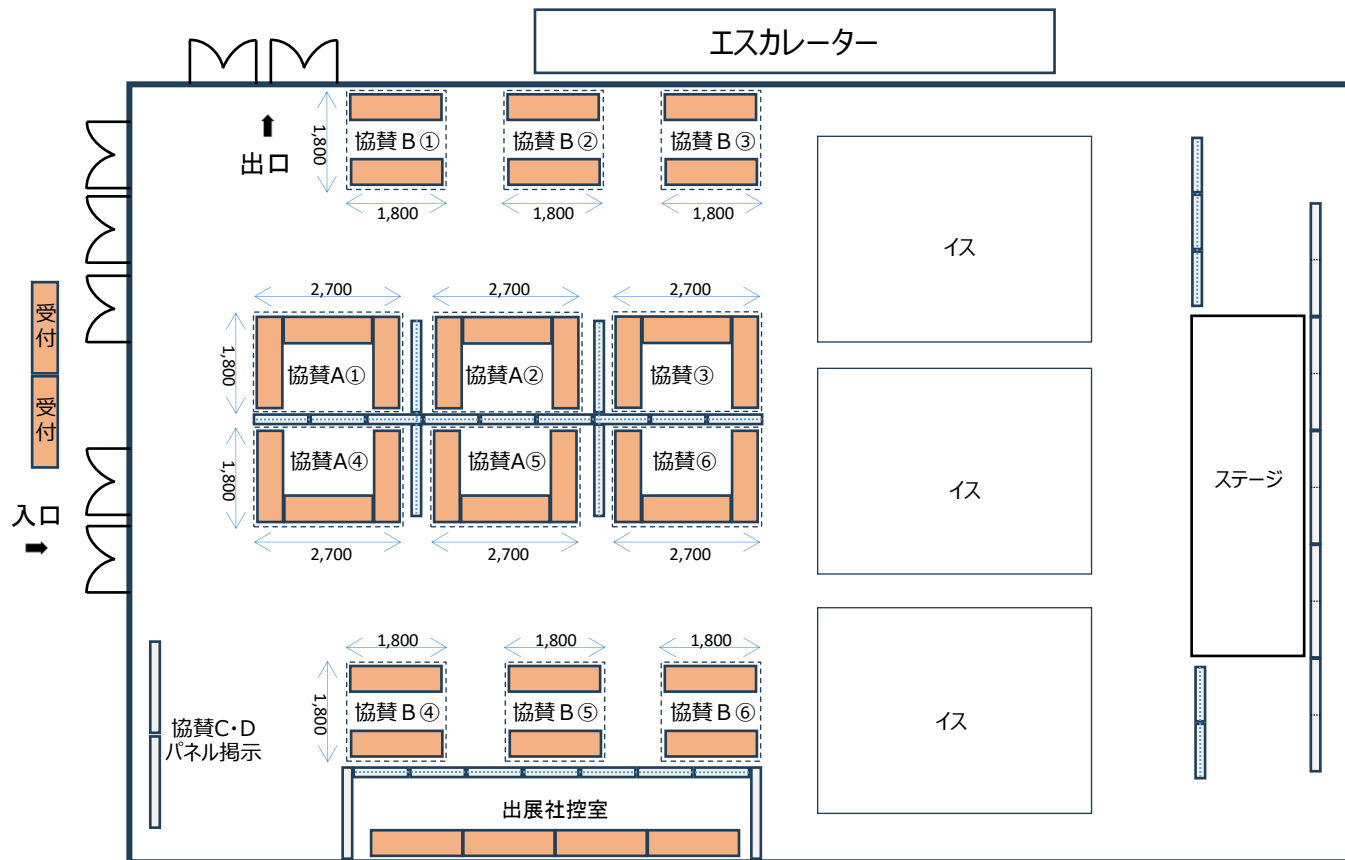 エスカレーター
出口
1,800
協賛B①
協賛B②
協賛B③
1,800
1,800
1,800
イス
受付
受付
2,700
2,700
2,700
1,800
協賛A①
協賛A②
協賛③
1,800
協賛A④
協賛A⑤
協賛⑥
2,700
2,700
2,700
イス
ステージ
入口
1,800
1,800
1,800
1,800
協賛B④
協賛B⑤
協賛B⑥
イス
協賛C・D
パネル掲示
出展社控室